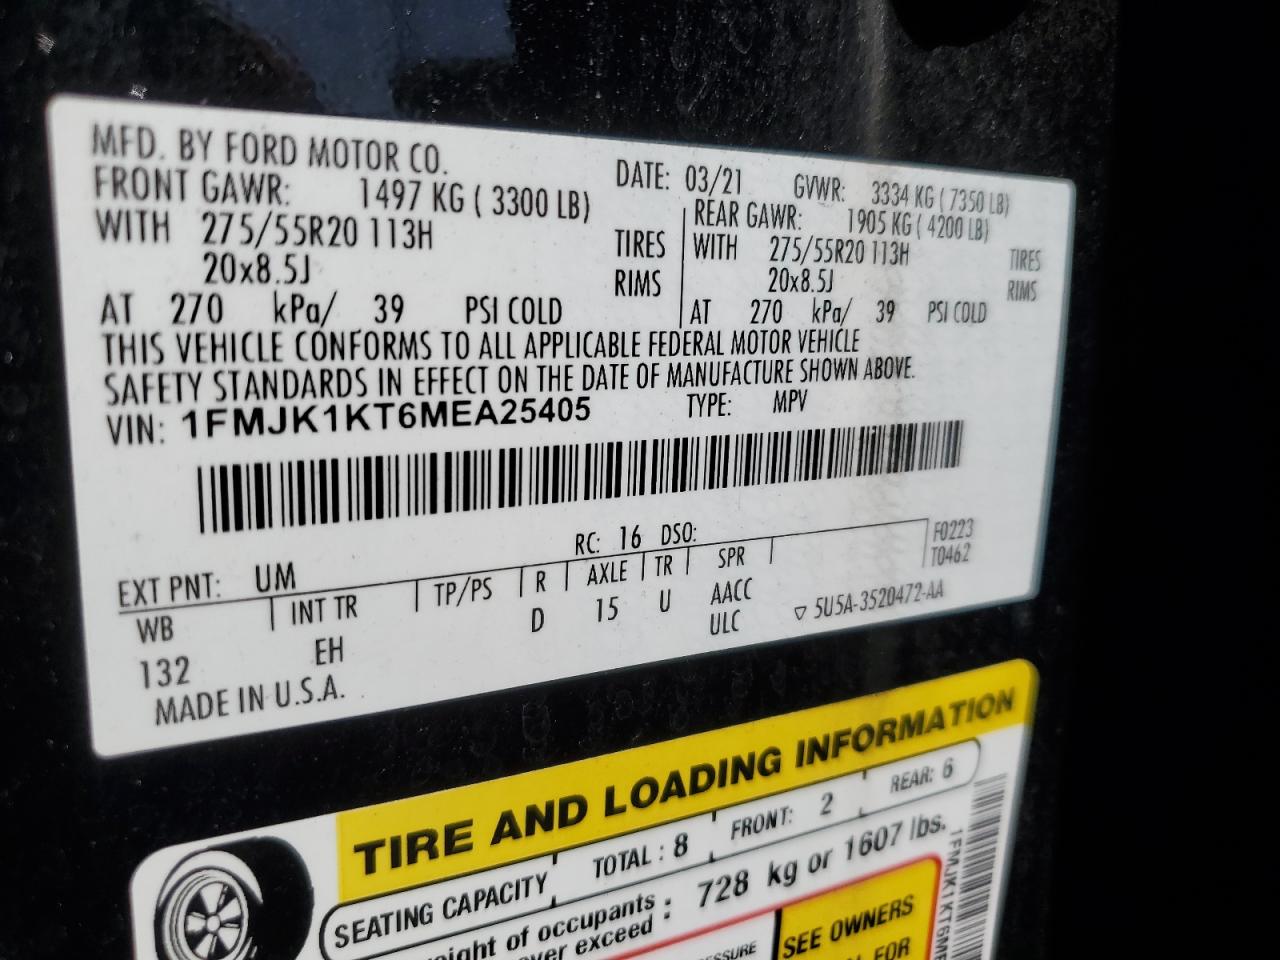 MFD. BY FORD MOTOR CO.
DATE: 03/21 GVWR: 3334 KG ( 7350 LB)
FRONT GAWR: 1497 KG ( 3300 LB)
WITH 275/55R20 113H TIRES
20x8.5J RIMS
AT 270 kPa/ 39 PSI COLD
REAR GAWR: 1905 KG ( 4200 LB)
WITH 275/55R20 113H TIRES
20x8.5J RIMS
AT 270 kPa/ 39 PSI COLD
THIS VEHICLE CONFORMS TO ALL APPLICABLE FEDERAL MOTOR VEHICLE
SAFETY STANDARDS IN EFFECT ON THE DATE OF MANUFACTURE SHOWN ABOVE.
VIN: 1FMJK1KT6MEA25405 TYPE: MPV
EXT PNT: UM RC: 16 DSO: F0223
T0462
WB INT TR TP/PS R AXLE TR SPR
132 EH D 15 U AACC
ULC ▽ 5U5A-3520472-AA
MADE IN U.S.A.
TIRE AND LOADING INFORMATION
SEATING CAPACITY TOTAL : 8 FRONT: 2 REAR: 6
of occupants : 728 kg or 1607 lbs.
exceed :
SEE OWNERS
FOR